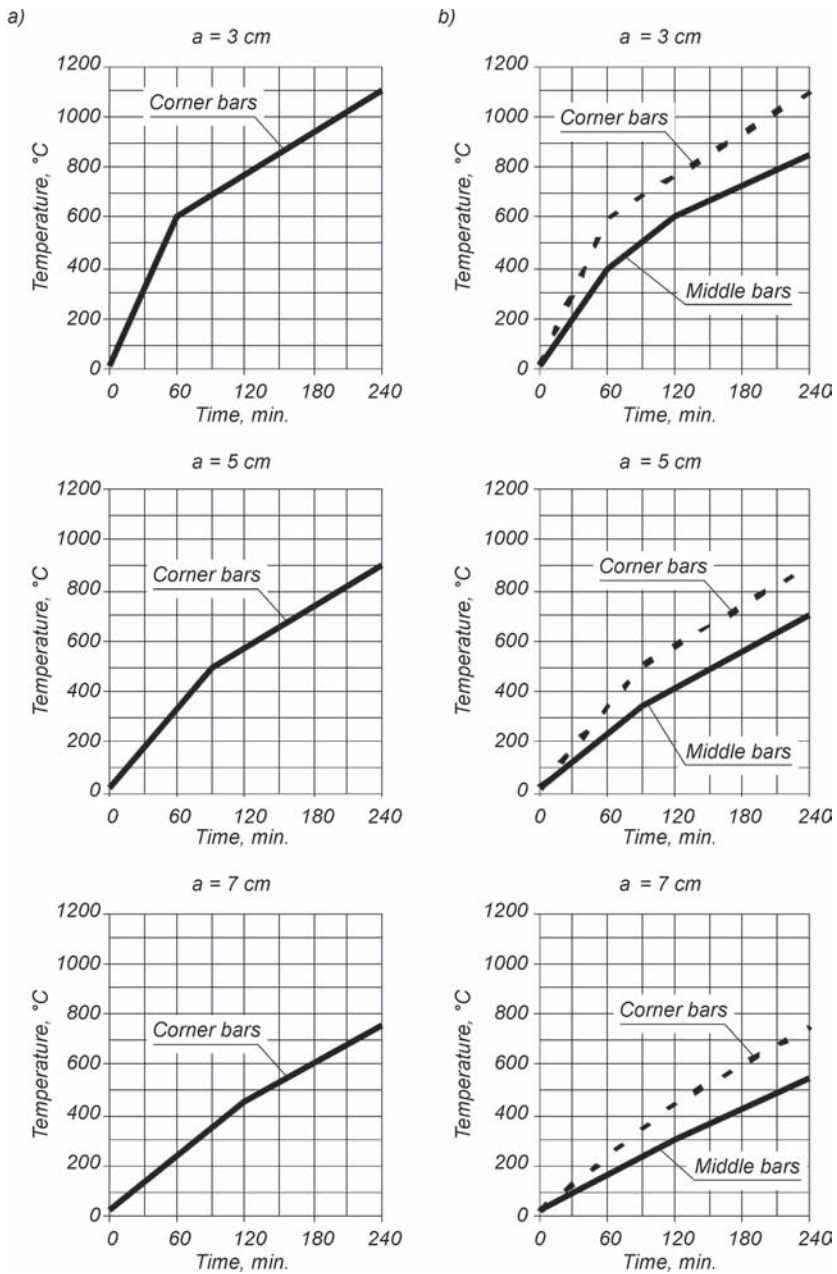 a)
a = 3 cm
1200
1000
800
600
400
200
0
Temperature, °C
Corner bars
0 60 120 180 240
Time, min.
b)
a = 3 cm
1200
1000
800
600
400
200
0
Temperature, °C
Corner bars
Middle bars
0 60 120 180 240
Time, min.
a = 5 cm
1200
1000
800
600
400
200
0
Temperature, °C
Corner bars
0 60 120 180 240
Time, min.
a = 5 cm
1200
1000
800
600
400
200
0
Temperature, °C
Corner bars
Middle bars
0 60 120 180 240
Time, min.
a = 7 cm
1200
1000
800
600
400
200
0
Temperature, °C
Corner bars
0 60 120 180 240
Time, min.
a = 7 cm
1200
1000
800
600
400
200
0
Temperature, °C
Corner bars
Middle bars
0 60 120 180 240
Time, min.